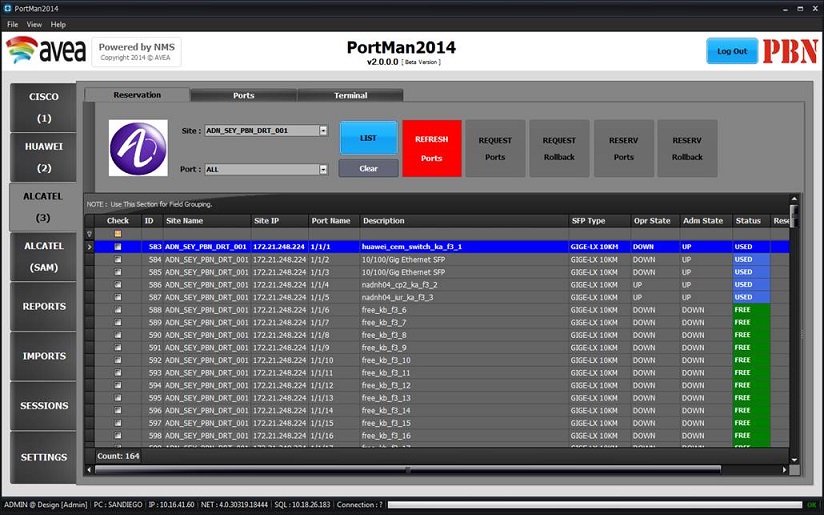 PortMan2014
File View Help
avea
Powered by NMS
Copyright 2014 © AVEA
PortMan2014
v2.0.0.0 [ Beta Version ]
Log Out
PBN
CISCO
(1)
HUAWEI
(2)
ALCATEL
(3)
ALCATEL
(SAM)
REPORTS
IMPORTS
SESSIONS
SETTINGS
Reservation Ports Terminal
Site : ADN_SEY_PBN_DRT_001
Port : ALL
LIST
Clear
REFRESH
Ports
REQUEST
Ports
REQUEST
Rollback
RESERV
Ports
RESERV
Rollback
NOTE : Use This Section for Field Grouping.
Check ID Site Name Site IP Port Name Description SFP Type Opr State Adm State Status Rese
583 ADN_SEY_PBN_DRT_001 172.21.248.224 1/1/1 huawei_cem_switch_ka_f3_1 GIGE-LX 10KM DOWN UP USED
584 ADN_SEY_PBN_DRT_001 172.21.248.224 1/1/2 10/100/Gig Ethernet SFP GIGE-LX 10KM DOWN UP USED
585 ADN_SEY_PBN_DRT_001 172.21.248.224 1/1/3 10/100/Gig Ethernet SFP GIGE-LX 10KM DOWN UP USED
586 ADN_SEY_PBN_DRT_001 172.21.248.224 1/1/4 nadnh04_cp2_ka_f3_2 GIGE-LX 10KM UP UP USED
587 ADN_SEY_PBN_DRT_001 172.21.248.224 1/1/5 nadnh04_iur_ka_f3_3 GIGE-LX 10KM UP UP USED
588 ADN_SEY_PBN_DRT_001 172.21.248.224 1/1/6 free_kb_f3_6 GIGE-LX 10KM DOWN DOWN FREE
589 ADN_SEY_PBN_DRT_001 172.21.248.224 1/1/7 free_kb_f3_7 GIGE-LX 10KM DOWN DOWN FREE
590 ADN_SEY_PBN_DRT_001 172.21.248.224 1/1/8 free_kb_f3_8 GIGE-LX 10KM DOWN DOWN FREE
591 ADN_SEY_PBN_DRT_001 172.21.248.224 1/1/9 free_kb_f3_9 GIGE-LX 10KM DOWN DOWN FREE
592 ADN_SEY_PBN_DRT_001 172.21.248.224 1/1/10 free_kb_f3_10 GIGE-LX 10KM DOWN DOWN FREE
593 ADN_SEY_PBN_DRT_001 172.21.248.224 1/1/11 free_kb_f3_11 GIGE-LX 10KM DOWN DOWN FREE
594 ADN_SEY_PBN_DRT_001 172.21.248.224 1/1/12 free_kb_f3_12 GIGE-LX 10KM DOWN DOWN FREE
595 ADN_SEY_PBN_DRT_001 172.21.248.224 1/1/13 free_kb_f3_13 GIGE-LX 10KM DOWN DOWN FREE
596 ADN_SEY_PBN_DRT_001 172.21.248.224 1/1/14 free_kb_f3_14 GIGE-LX 10KM DOWN DOWN FREE
597 ADN_SEY_PBN_DRT_001 172.21.248.224 1/1/15 free_kb_f3_15 GIGE-LX 10KM DOWN DOWN FREE
598 ADN_SEY_PBN_DRT_001 172.21.248.224 1/1/16 free_kb_f3_16 GIGE-LX 10KM DOWN DOWN FREE
Count: 164
ADMIN @ Design [Admin] PC : SANDIEGO IP : 10.16.41.60 NET : 4.0.30319.18444 SQL : 10.18.26.183 Connection : ? OK